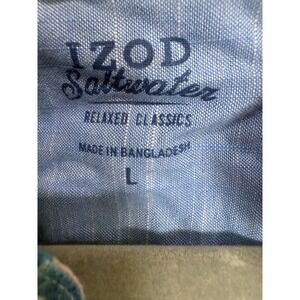 IZOD
Saltwater
RELAXED CLASSICS
MADE IN BANGLADESH
L